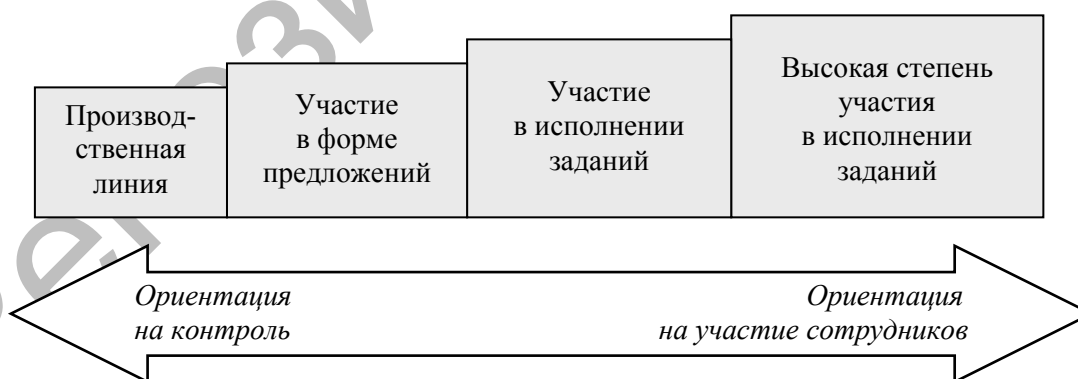 Производ-
ственная
линия
Участие
в форме
предложений
Участие
в исполнении
заданий
Высокая степень
участия
в исполнении
заданий
Ориентация
на контроль
Ориентация
на участие сотрудников